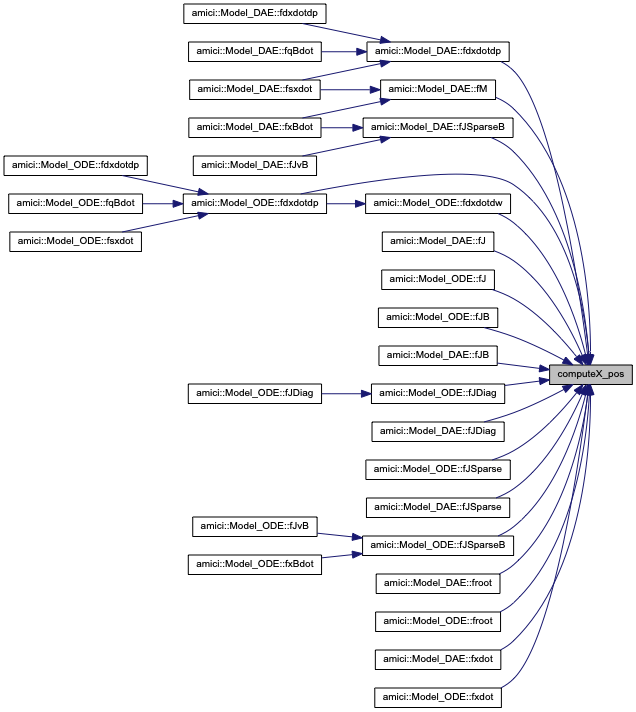 amici::Model_DAE::fdxdotdp
amici::Model_DAE::fqBdot
amici::Model_DAE::fdxdotdp
amici::Model_DAE::fsxdot
amici::Model_DAE::fM
amici::Model_DAE::fxBdot
amici::Model_DAE::fJSparseB
amici::Model_DAE::fJvB
amici::Model_ODE::fdxdotdp
amici::Model_ODE::fqBdot
amici::Model_ODE::fdxdotdp
amici::Model_ODE::fdxdotdw
amici::Model_ODE::fsxdot
amici::Model_DAE::fJ
amici::Model_ODE::fJ
amici::Model_ODE::fJB
amici::Model_DAE::fJB
computeX_pos
amici::Model_ODE::fJDiag
amici::Model_ODE::fJDiag
amici::Model_DAE::fJDiag
amici::Model_ODE::fJSparse
amici::Model_DAE::fJSparse
amici::Model_ODE::fJvB
amici::Model_ODE::fJSparseB
amici::Model_ODE::fxBdot
amici::Model_DAE::froot
amici::Model_ODE::froot
amici::Model_DAE::fxdot
amici::Model_ODE::fxdot